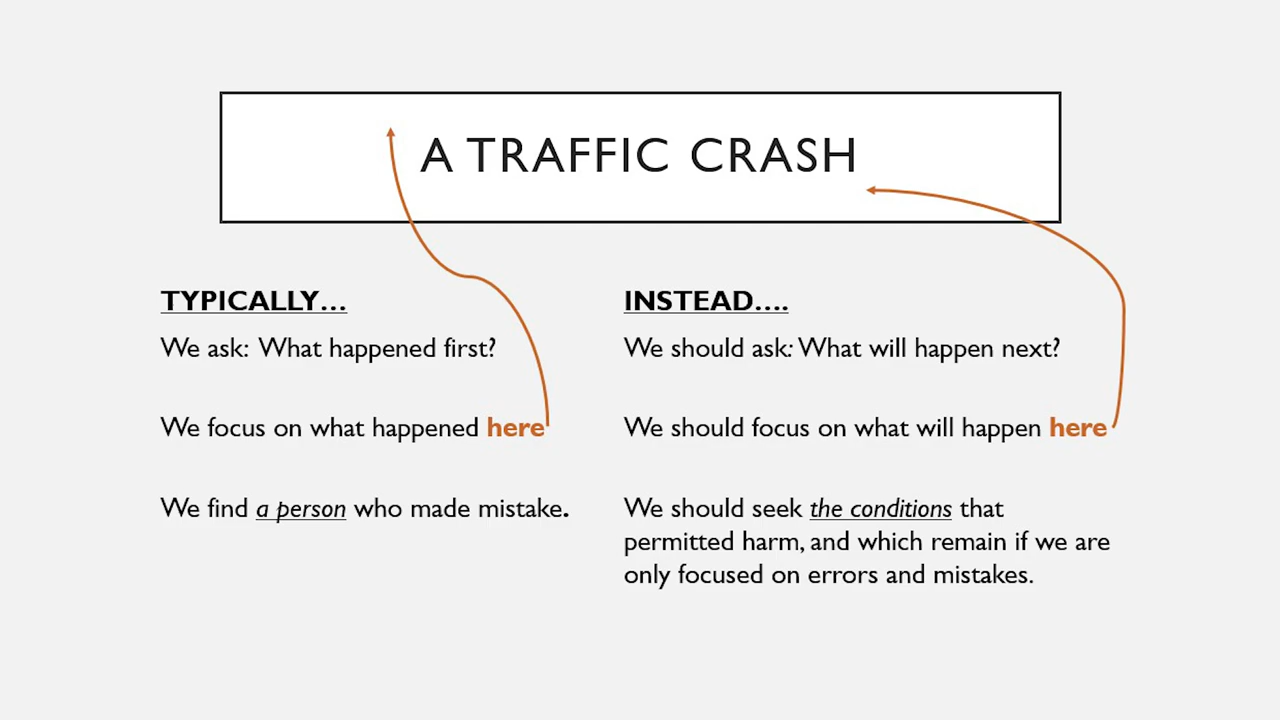 A TRAFFIC CRASH
TYPICALLY…
We ask: What happened first?
We focus on what happened here
We find a person who made mistake.
INSTEAD….
We should ask: What will happen next?
We should focus on what will happen here
We should seek the conditions that
permitted harm, and which remain if we are
only focused on errors and mistakes.